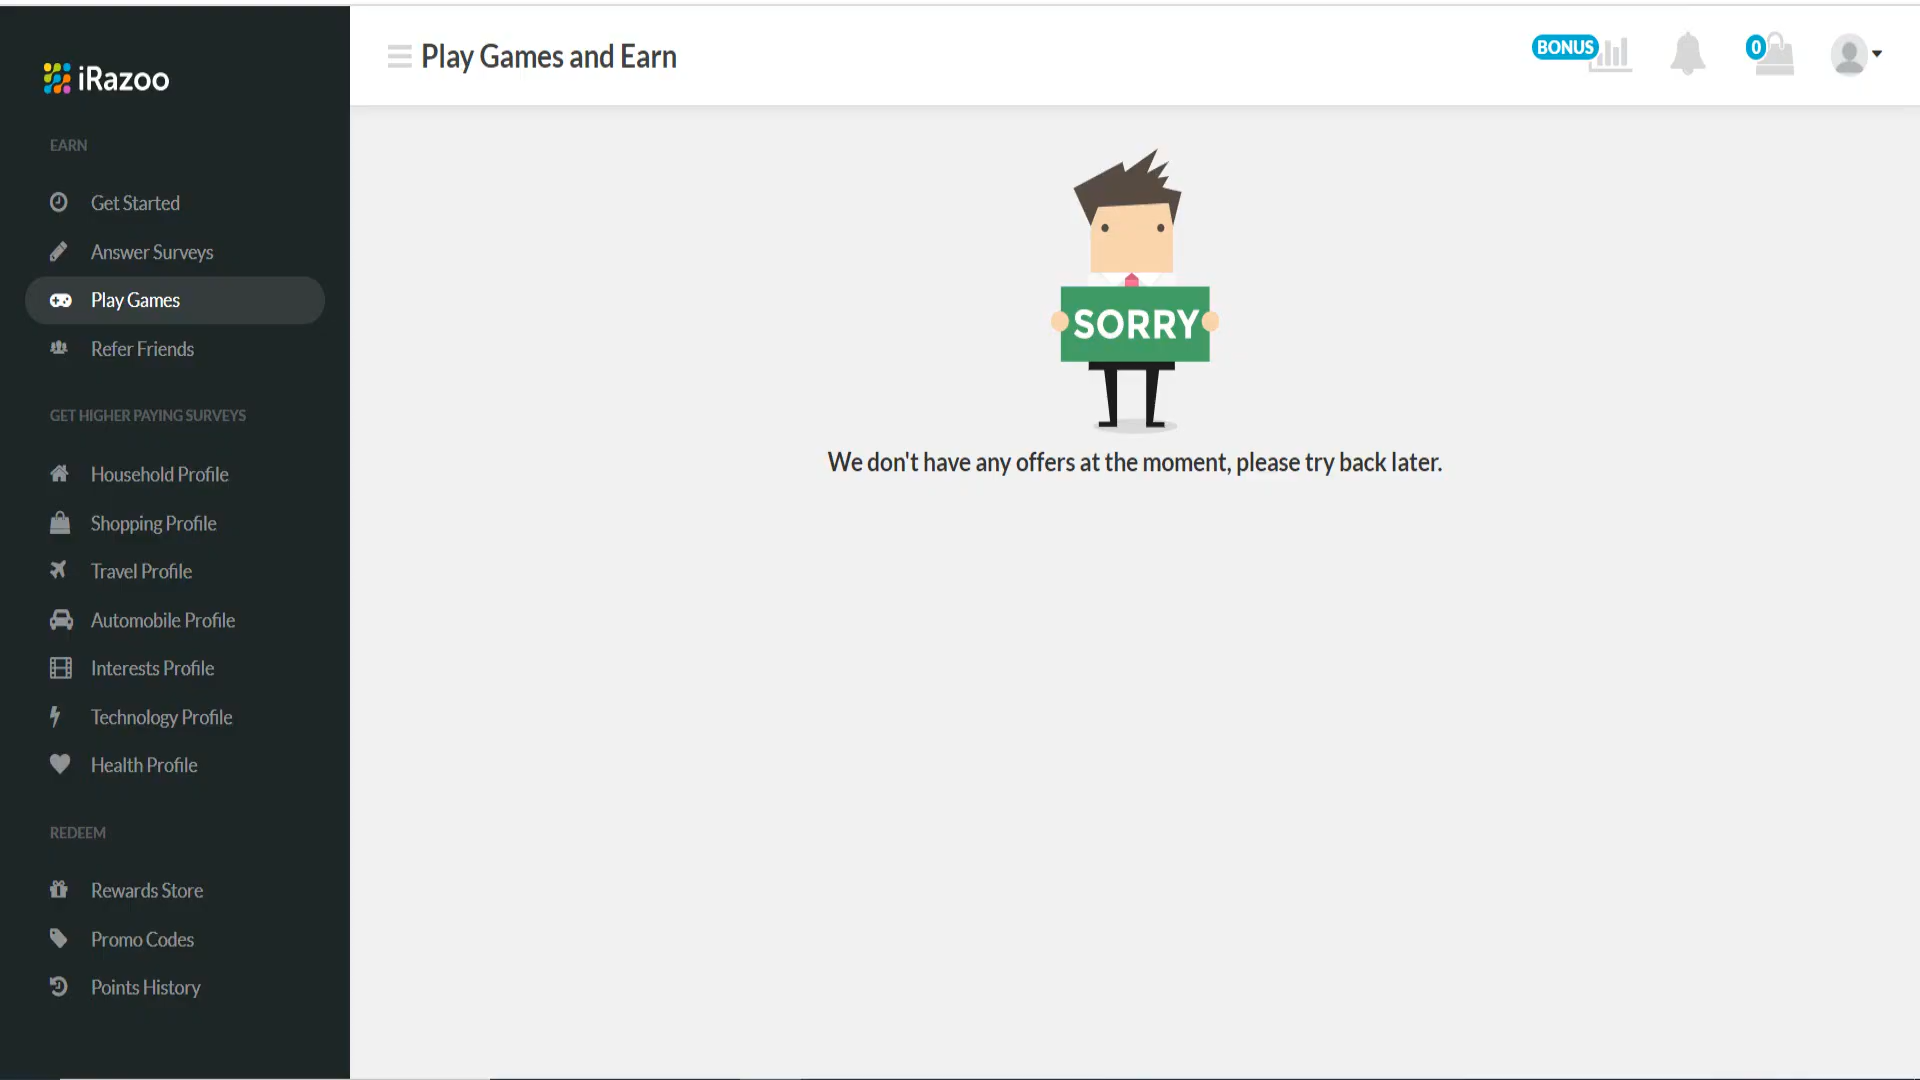 iRazoo
EARN
Get Started
Answer Surveys
Play Games
Refer Friends
GET HIGHER PAYING SURVEYS
Household Profile
Shopping Profile
Travel Profile
Automobile Profile
Interests Profile
Technology Profile
Health Profile
REDEEM
Rewards Store
Promo Codes
Points History
Play Games and Earn
BONUS
0
SORRY
We don't have any offers at the moment, please try back later.